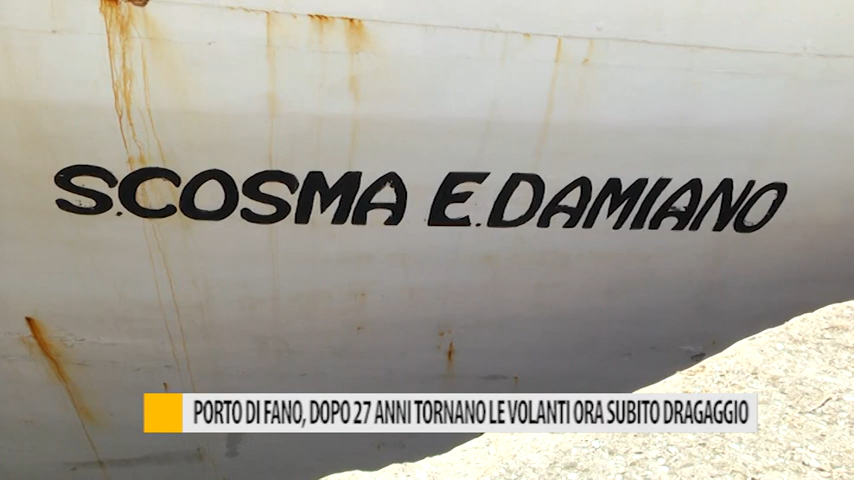 S.COSMA E.DAMIANO
PORTO DI FANO, DOPO 27 ANNI TORNANO LE VOLANTI ORA SUBITO DRAGAGGIO